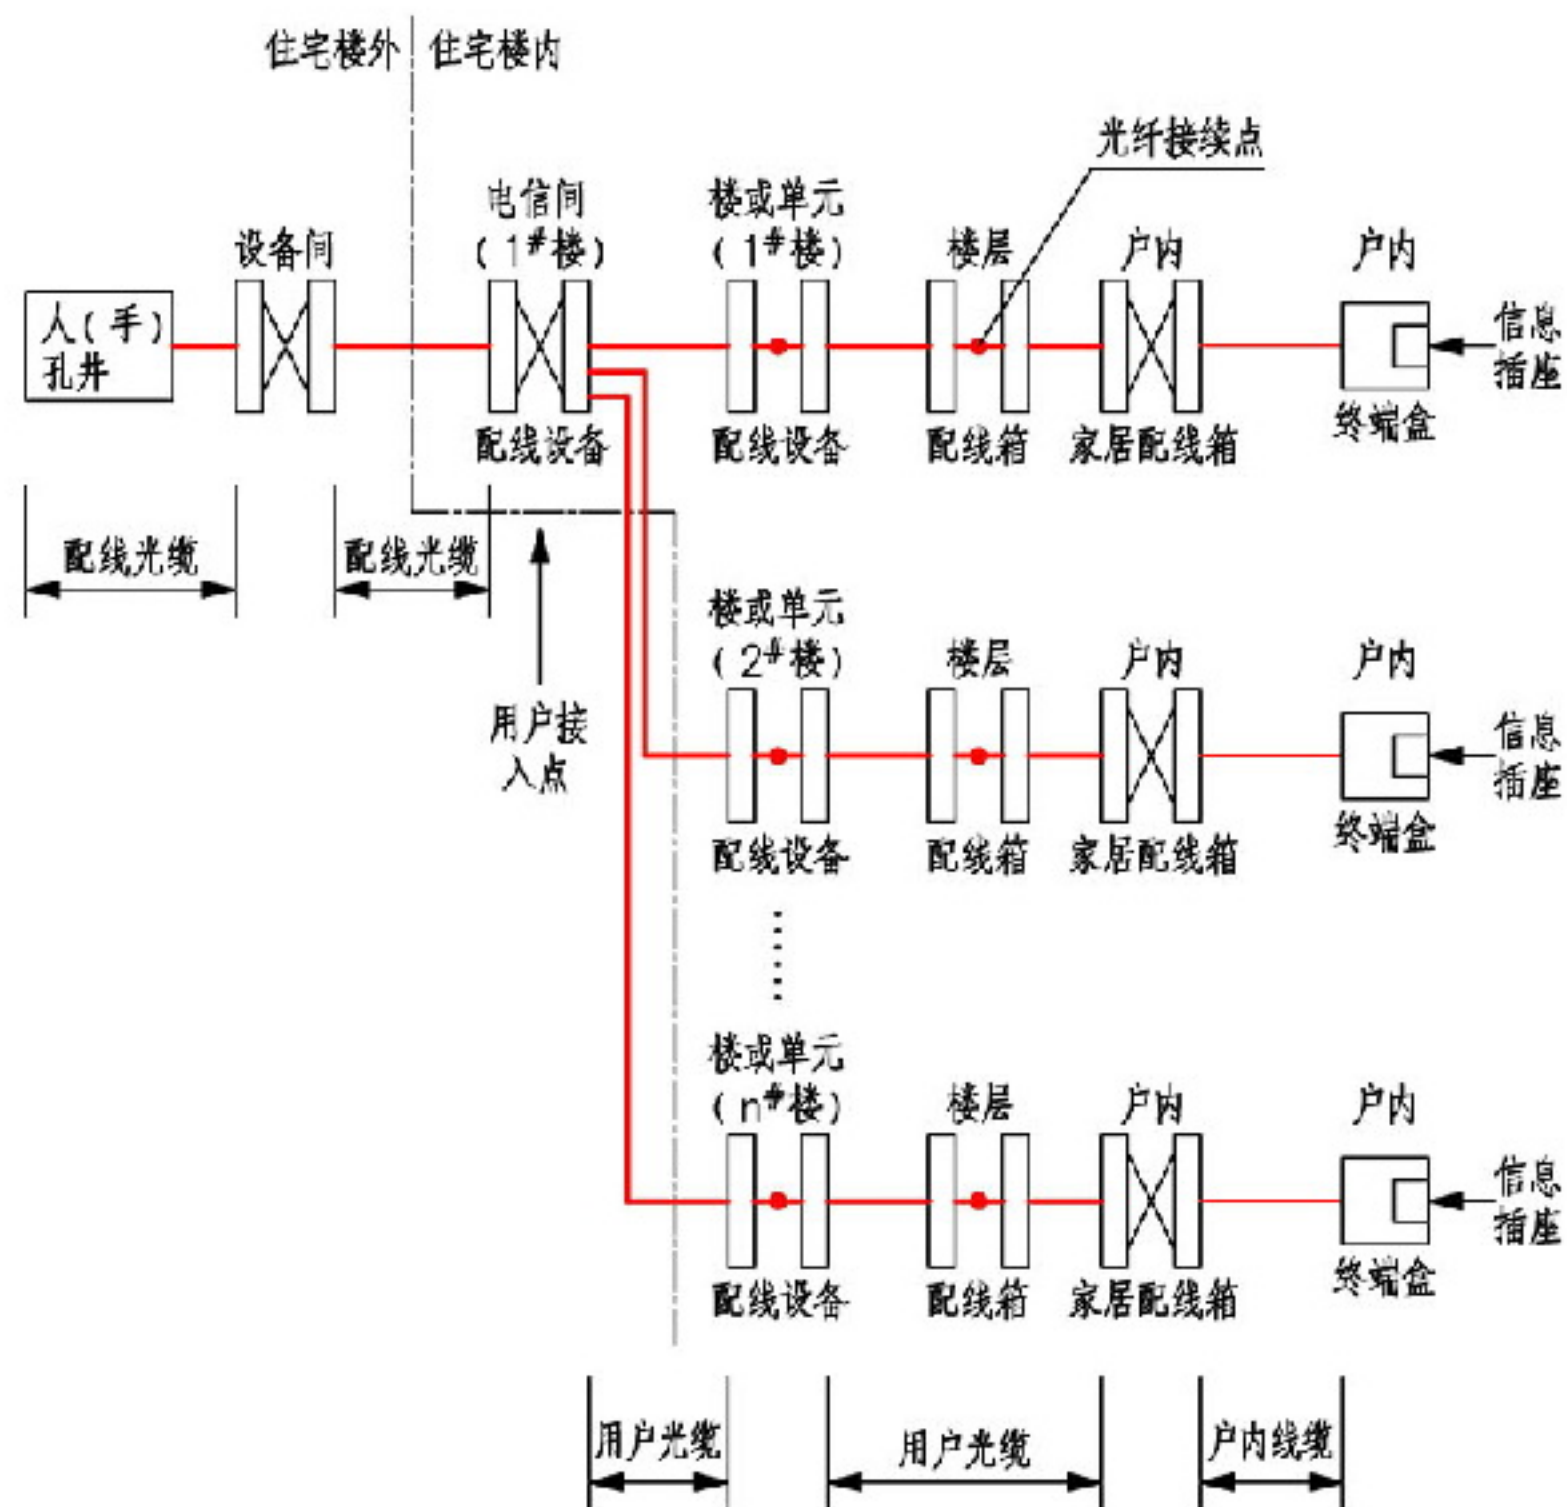 住宅楼外
住宅楼内
光纤接续点
设备间
电信间
(1#楼)
楼或单元
(1#楼)
楼层
户内
户内
人(手)
孔井
信息
插座
配线设备
配线设备
配线箱
家居配线箱
终端盒
配线光缆
配线光缆
用户接
入点
楼或单元
(2#楼)
楼层
户内
户内
信息
插座
配线设备
配线箱
家居配线箱
终端盒
楼或单元
(n#楼)
楼层
户内
户内
信息
插座
配线设备
配线箱
家居配线箱
终端盒
用户光缆
用户光缆
户内线缆